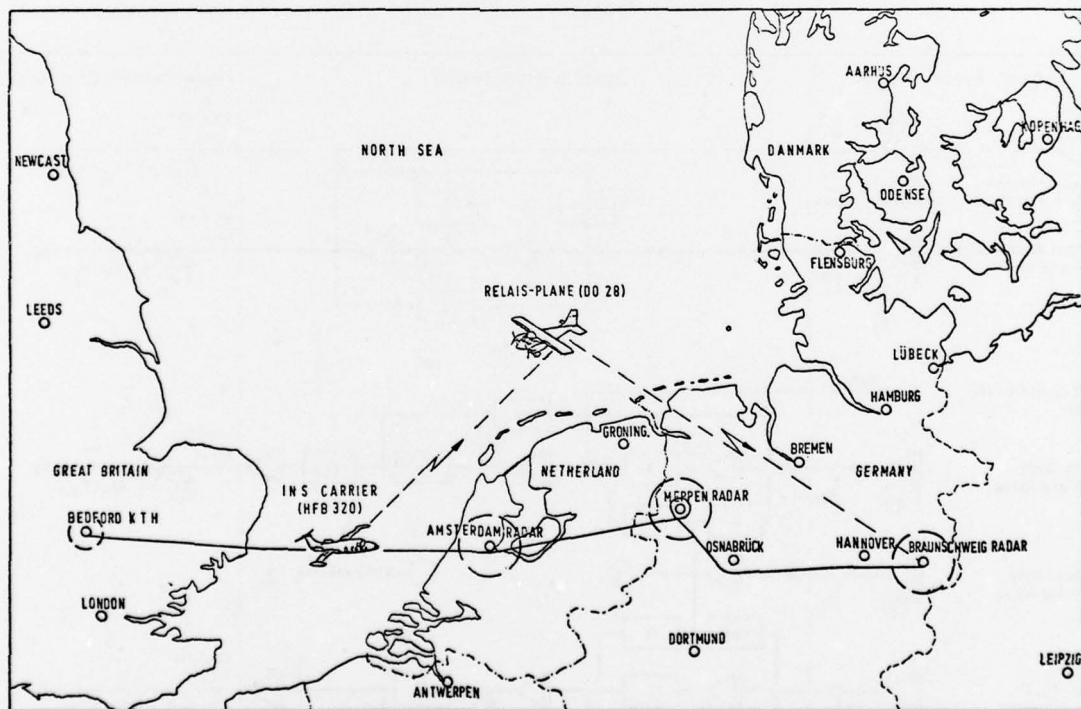 AARHUS
KOPENHAG
NEWCAST.
NORTH SEA
DANMARK
ODENSE
FLENSBURG
RELAIS-PLANE (DO 28)
LEEDS
LÜBECK
HAMBURG
GRONING.
BREMEN
GREAT BRITAIN
NETHERLAND
GERMANY
INS CARRIER
(HFB 320)
MEPPEN RADAR
BEDFORD KTH
AMSTERDAM RADAR
OSNABRÜCK
HANNOVER
BRAUNSCHWEIG RADAR
LONDON
DORTMUND
LEIPZIG
ANTWERPEN